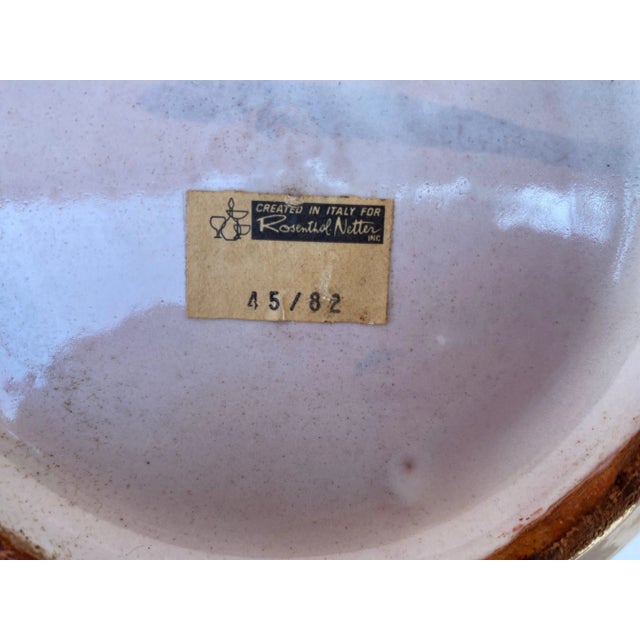 CREATED IN ITALY FOR
Rosenthal-Netter
INC
45/82